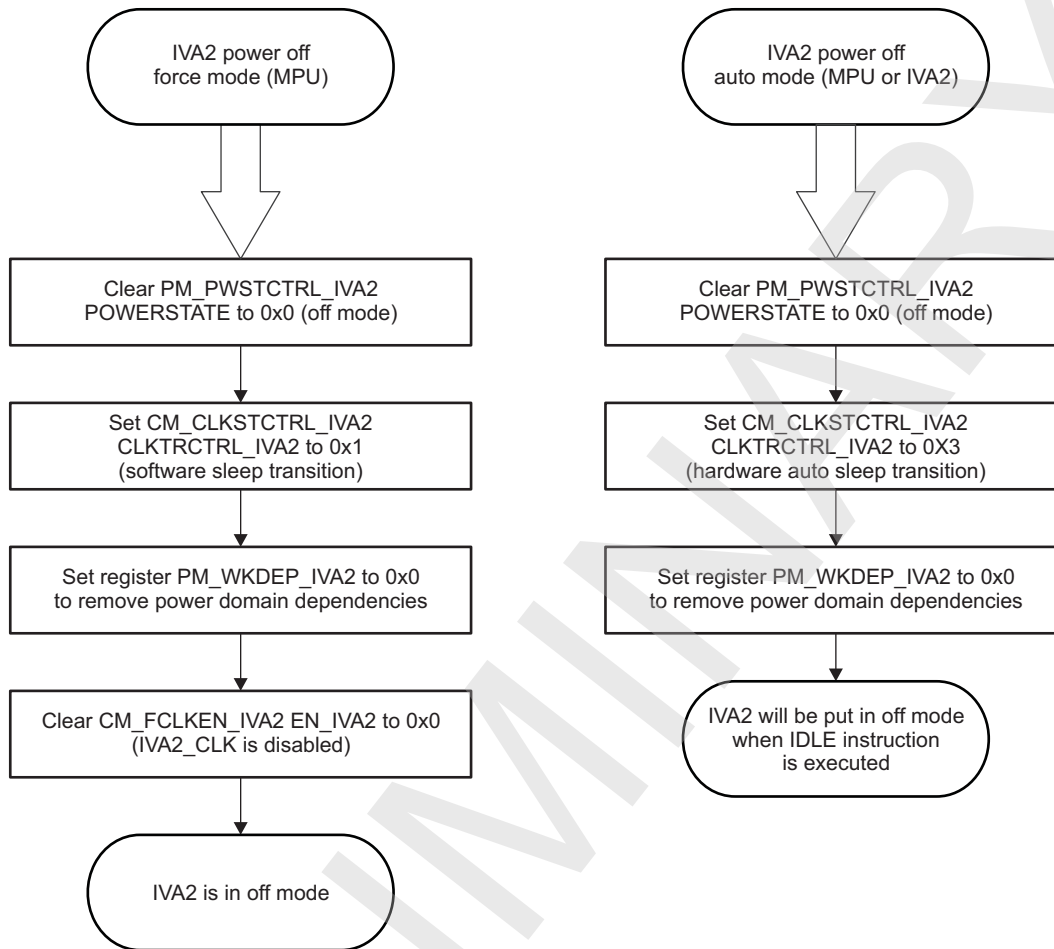 IVA2 power off
force mode (MPU)
Clear PM_PWSTCTRL_IVA2
POWERSTATE to 0x0 (off mode)
Set CM_CLKSTCTRL_IVA2
CLKTRCTRL_IVA2 to 0x1
(software sleep transition)
Set register PM_WKDEP_IVA2 to 0x0
to remove power domain dependencies
Clear CM_FCLKEN_IVA2 EN_IVA2 to 0x0
(IVA2_CLK is disabled)
IVA2 is in off mode
IVA2 power off
auto mode (MPU or IVA2)
Clear PM_PWSTCTRL_IVA2
POWERSTATE to 0x0 (off mode)
Set CM_CLKSTCTRL_IVA2
CLKTRCTRL_IVA2 to 0X3
(hardware auto sleep transition)
Set register PM_WKDEP_IVA2 to 0x0
to remove power domain dependencies
IVA2 will be put in off mode
when IDLE instruction
is executed
IMINARY